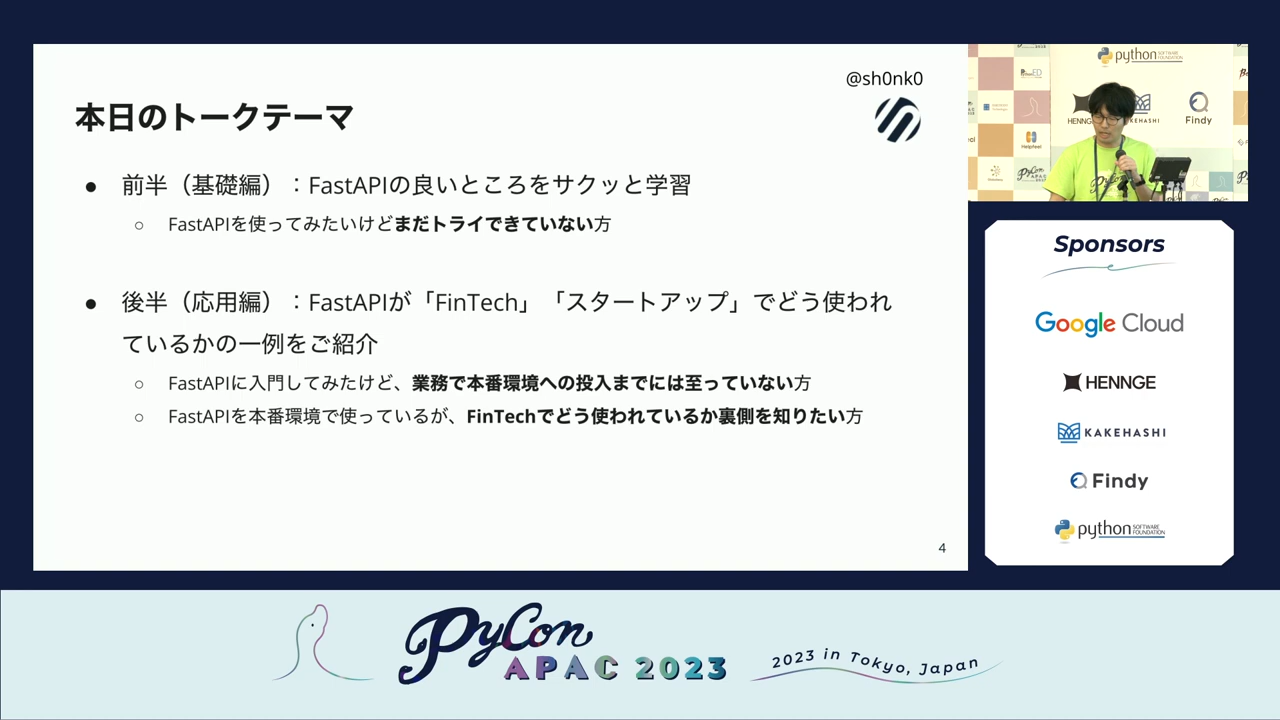 @sh0nk0
本日のトークテーマ
● 前半（基礎編）：FastAPIの良いところをサクッと学習
○ FastAPIを使ってみたいけどまだトライできていない方
● 後半（応用編）：FastAPIが「FinTech」「スタートアップ」でどう使われ
ているかの一例をご紹介
○ FastAPIに入門してみたけど、業務で本番環境への投入までには至っていない方
○ FastAPIを本番環境で使っているが、FinTechでどう使われているか裏側を知りたい方
4
python SOFTWARE FOUNDATION
HENNGE
KAKEHASHI
Findy
Helpfeel
Sponsors
Google Cloud
HENNGE
KAKEHASHI
Findy
python SOFTWARE FOUNDATION
PyCon
APAC 2023
2023 in Tokyo, Japan